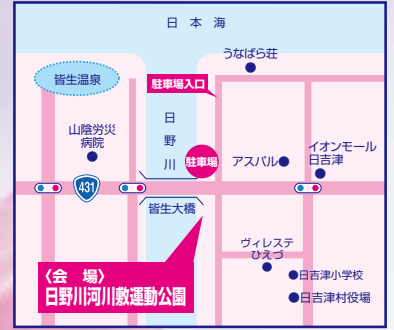 日本海
うなばら荘
皆生温泉
駐車場入口
日野川
山陰労災
病院
駐車場
アスパル
イオンモール
日吉津
431
皆生大橋
ヴィレステ
ひえづ
〈会　場〉
日野川河川敷運動公園
日吉津小学校
日吉津村役場